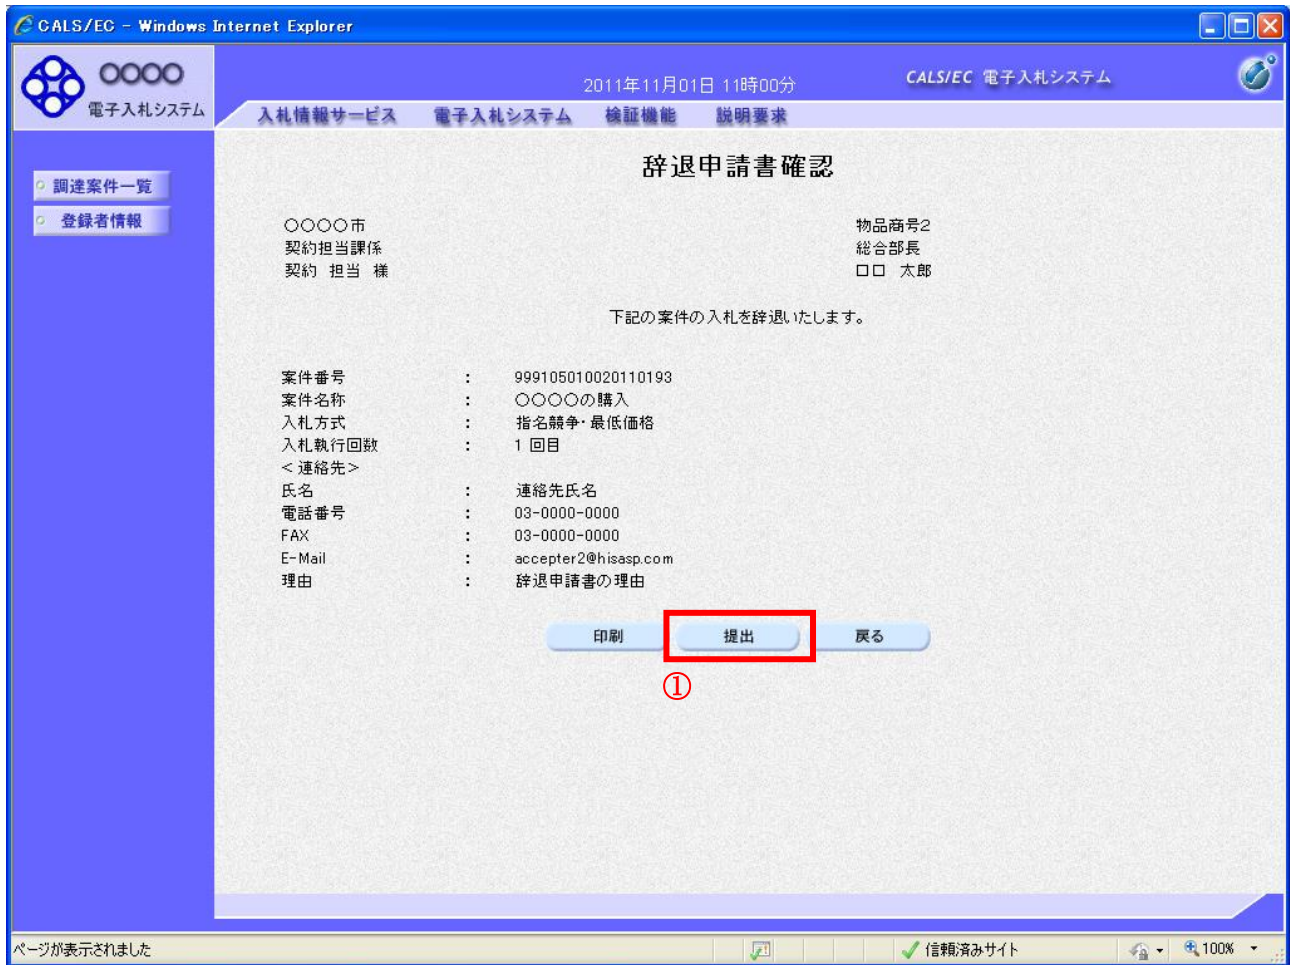 CALS/EC - Windows Internet Explorer
〇〇〇〇
電子入札システム
2011年11月01日 11時00分
CALS/EC 電子入札システム
入札情報サービス 電子入札システム 検証機能 説明要求
調達案件一覧
登録者情報
辞退申請書確認
〇〇〇〇市
契約担当課係
契約 担当 様
物品商号2
総合部長
口口 太郎
下記の案件の入札を辞退いたします。
案件番号 : 999105010020110193
案件名称 : 〇〇〇〇の購入
入札方式 : 指名競争・最低価格
入札執行回数 : 1 回目
<連絡先>
氏名 : 連絡先氏名
電話番号 : 03-0000-0000
FAX : 03-0000-0000
E-Mail : accepter2@hisasp.com
理由 : 辞退申請書の理由
印刷 提出 戻る
①
ページが表示されました
信頼済みサイト
100%